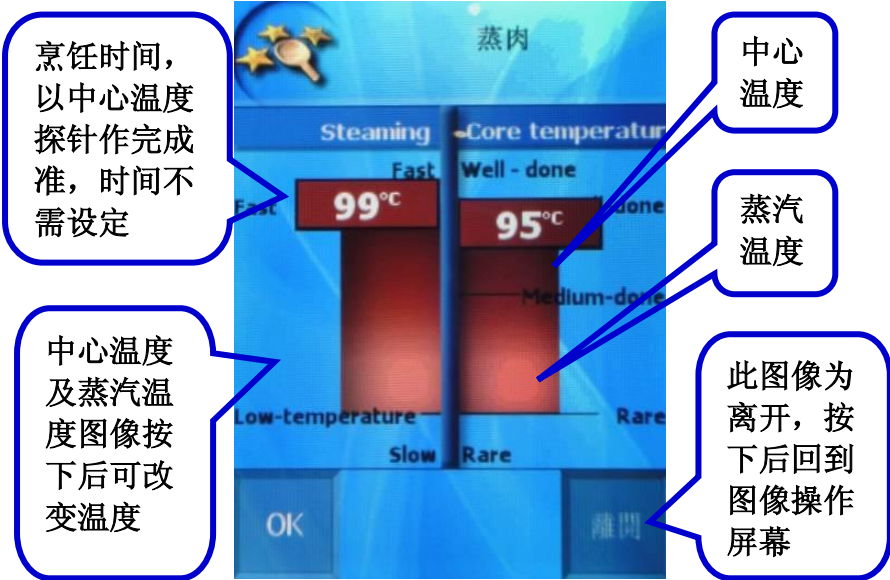 烹饪时间，
以中心温度
探针作完成
准，时间不
需设定
中心温度
及蒸汽温
度图像按
下后可改
变温度
蒸肉
Steaming
Core temperatur
Fast
Well - done
Fast
99°C
95°C
done
Medium-done
Low-temperature
Rare
Slow
Rare
OK
離開
中心
温度
蒸汽
温度
此图像为
离开，按
下后回到
图像操作
屏幕